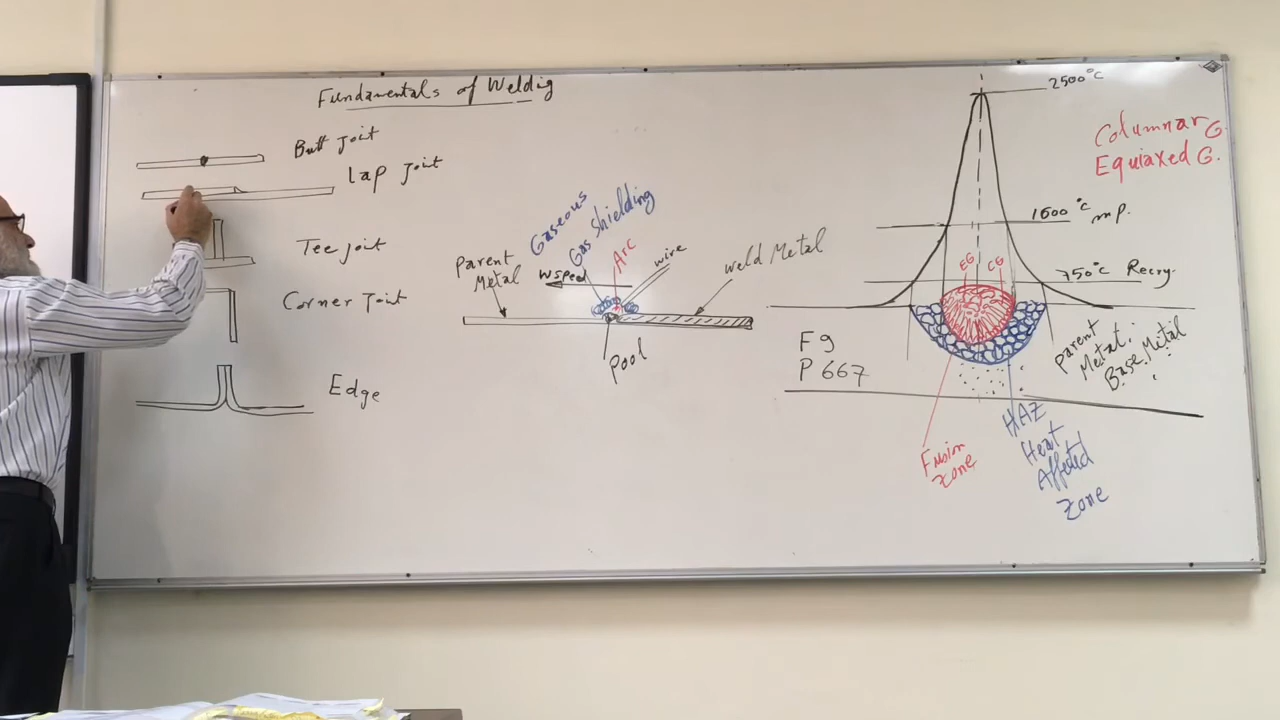 Fundamentals of Weldig
Butt Joit
Lap Joit
Tee Joit
Corner Joit
Edge
Gaseous
Gas Shielding
Arc
wire
Wspeed
Parent
Metal
Weld Metal
Pool
2500°C
1600°C m.p.
750°C Recry.
Columnar G.
Equiaxed G.
EG
CG
F9
P 667
Parent
Metal:
Base Metal
Fusion
Zone
HAZ
Heat
Affected
Zone